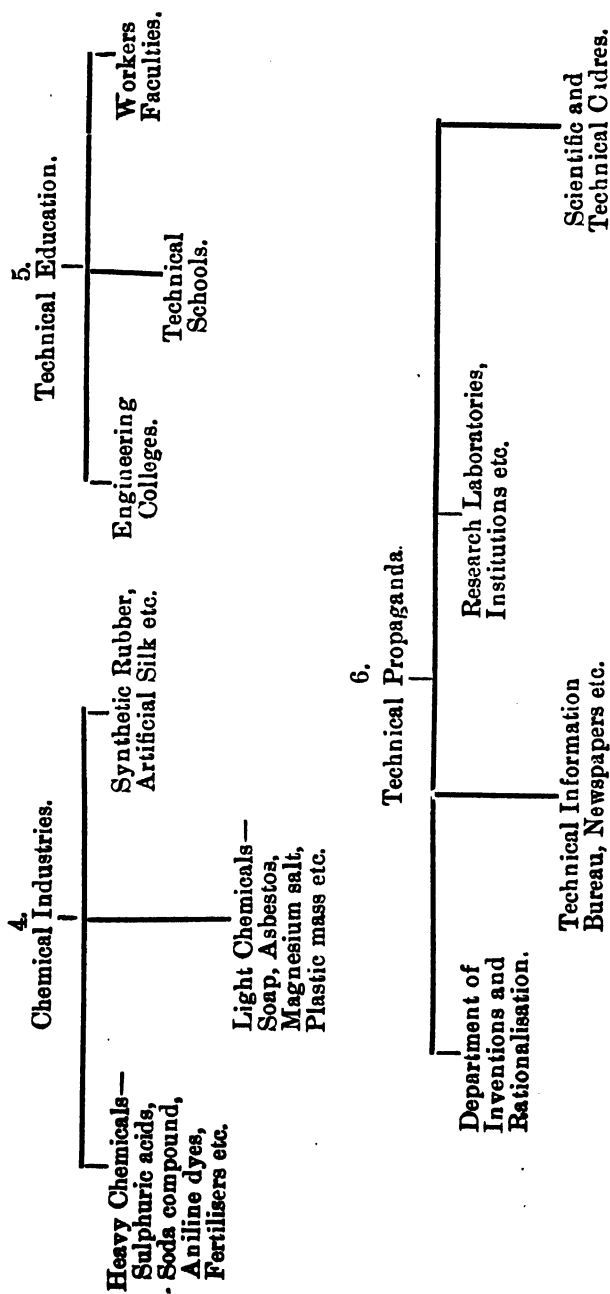 4.
Chemical Industries.
Heavy Chemicals—
Sulphuric acids,
Soda compound,
Aniline dyes,
Fertilisers etc.
Light Chemicals—
Soap, Asbestos,
Magnesium salt,
Plastic mass etc.
Synthetic Rubber,
Artificial Silk etc.
5.
Technical Education.
Engineering
Colleges.
Technical
Schools.
Workers
Faculties.
6.
Technical Propaganda.
Department of
Inventions and
Rationalisation.
Technical Information
Bureau, Newspapers etc.
Research Laboratories,
Institutions etc.
Scientific and
Technical Cadres.